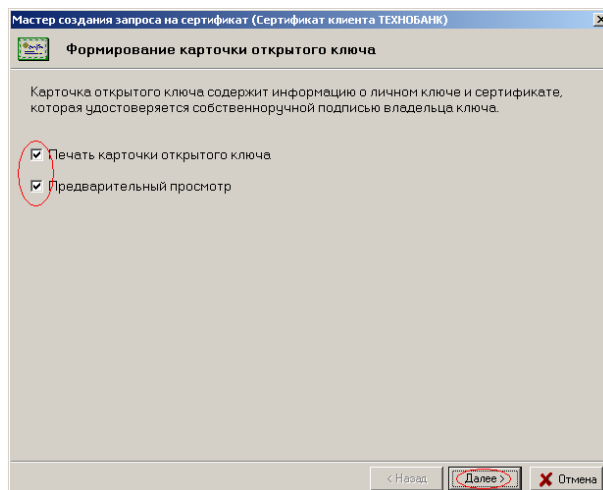 Мастер создания запроса на сертификат (Сертификат клиента ТЕХНОБАНК)
Формирование карточки открытого ключа
Карточка открытого ключа содержит информацию о личном ключе и сертификате,
которая удостоверяется собственноручной подписью владельца ключа.
Печать карточки открытого ключа
Предварительный просмотр
< Назад
Далее >
Отмена